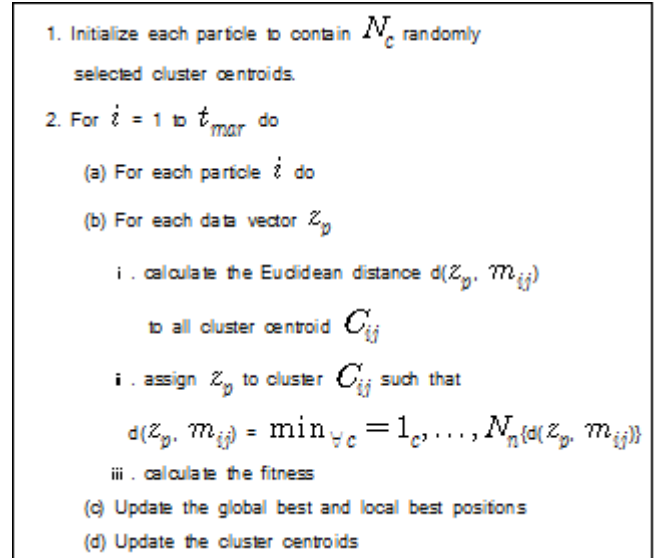 1. Initialize each particle to contain N_c randomly
selected cluster centroids.
2. For i = 1 to t_mar do
(a) For each particle i do
(b) For each data vector z_p
i . calculate the Euclidean distance d(z_p, m_ij)
to all cluster centroid C_ij
ii . assign z_p to cluster C_ij such that
d(z_p, m_ij) = min_∀c = 1_c, ..., N_n{d(z_p, m_ij)}
iii . calculate the fitness
(c) Update the global best and local best positions
(d) Update the cluster centroids